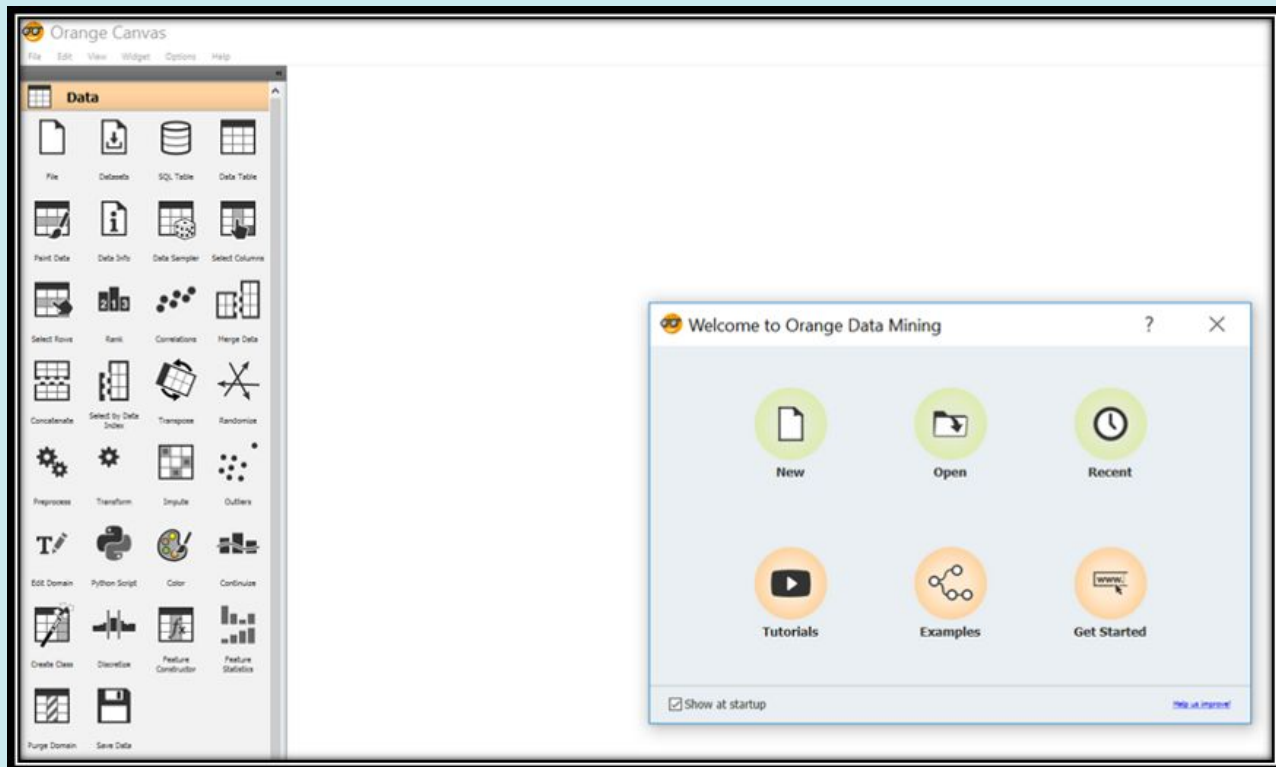 Orange Canvas
File Edit View Widget Options Help
Data
File Datasets SQL Table Data Table
Paint Data Data Info Data Sampler Select Columns
213
Select Rows Rank Correlations Merge Data
Concatenate Select by Data Index Transpose Randomize
Preprocess Transform Impute Outliers
T
Edit Domain Python Script Color Continuize
fx
Create Class Discretize Feature Constructor Feature Statistics
Purge Domain Save Data
Welcome to Orange Data Mining ?
New Open Recent
www.
Tutorials Examples Get Started
Show at startup Help us improve!